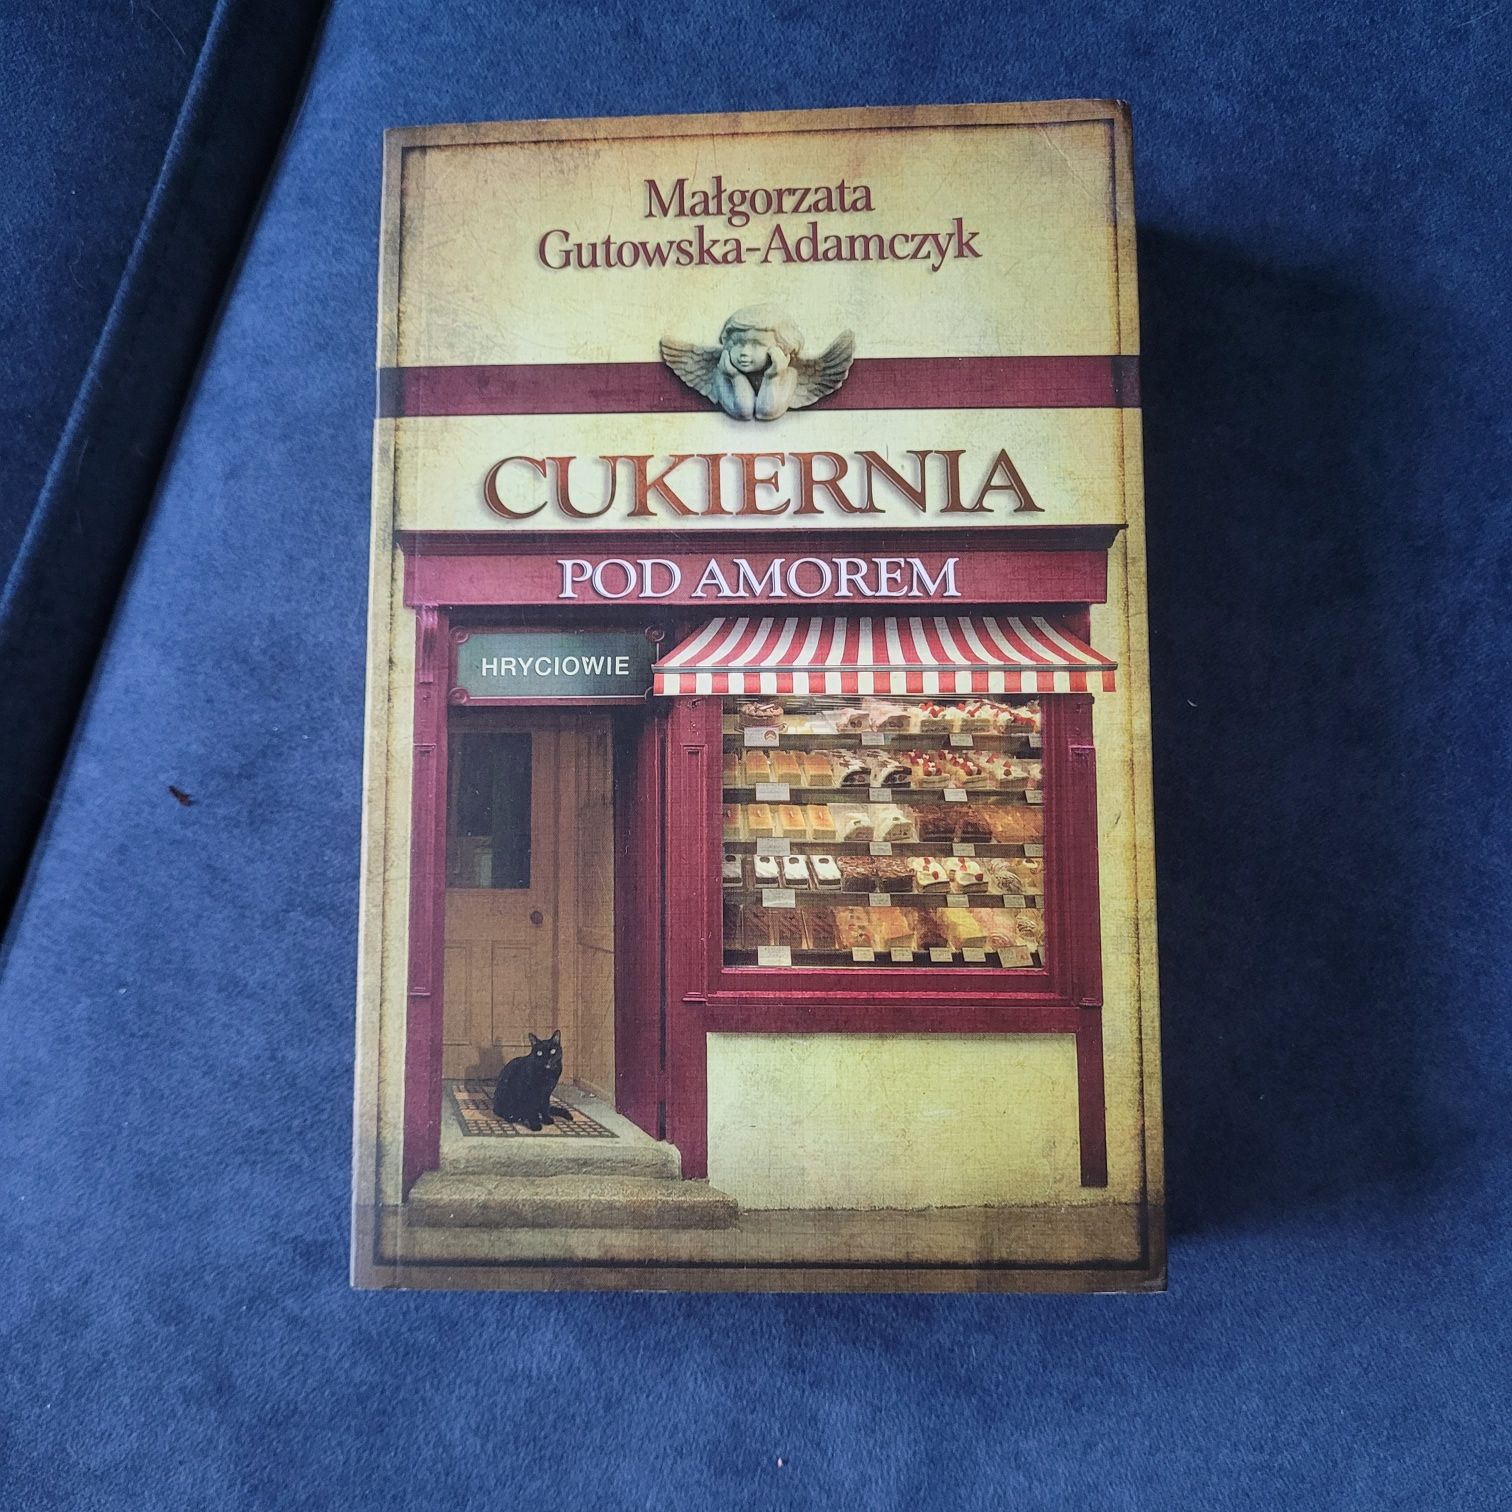 Małgorzata
Gutowska-Adamczyk
CUKIERNIA
POD AMOREM
HRYCIOWIE